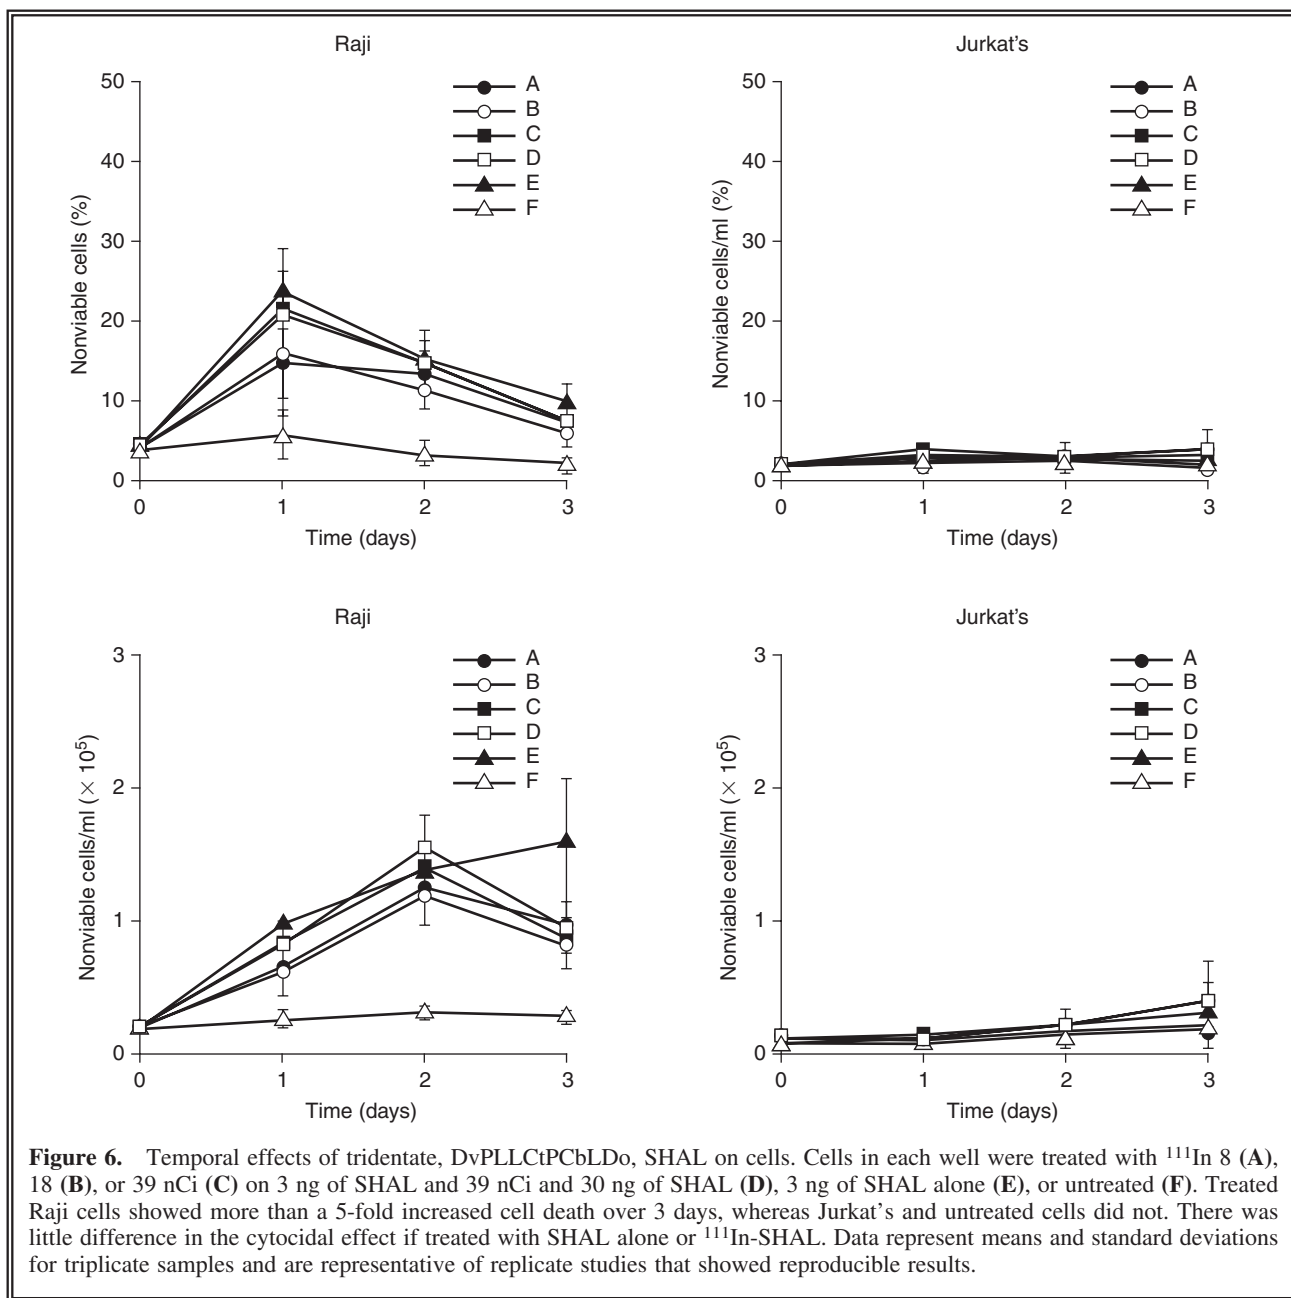 Raji
50
40
30
20
10
0
Nonviable cells (%)
A
B
C
D
E
F
0 1 2 3
Time (days)
Jurkat's
50
40
30
20
10
0
Nonviable cells/ml (%)
A
B
C
D
E
F
0 1 2 3
Time (days)
Raji
3
2
1
0
Nonviable cells/ml (× 10⁵)
A
B
C
D
E
F
0 1 2 3
Time (days)
Jurkat's
3
2
1
0
Nonviable cells/ml (× 10⁵)
A
B
C
D
E
F
0 1 2 3
Time (days)
Figure 6. Temporal effects of tridentate, DvPLLCtPCbLDo, SHAL on cells. Cells in each well were treated with ¹¹¹In 8 (A),
18 (B), or 39 nCi (C) on 3 ng of SHAL and 39 nCi and 30 ng of SHAL (D), 3 ng of SHAL alone (E), or untreated (F). Treated
Raji cells showed more than a 5-fold increased cell death over 3 days, whereas Jurkat's and untreated cells did not. There was
little difference in the cytocidal effect if treated with SHAL alone or ¹¹¹In-SHAL. Data represent means and standard deviations
for triplicate samples and are representative of replicate studies that showed reproducible results.